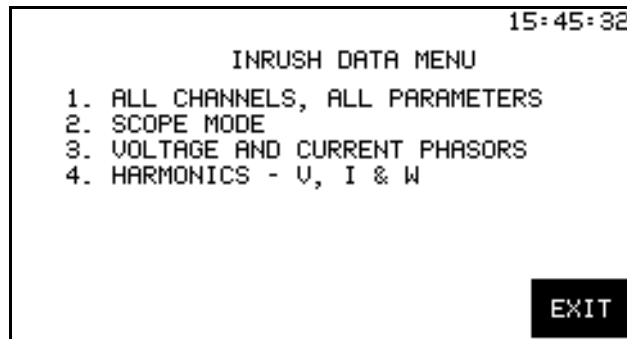 15:45:32
INRUSH DATA MENU
1. ALL CHANNELS, ALL PARAMETERS
2. SCOPE MODE
3. VOLTAGE AND CURRENT PHASORS
4. HARMONICS - V, I & W
EXIT